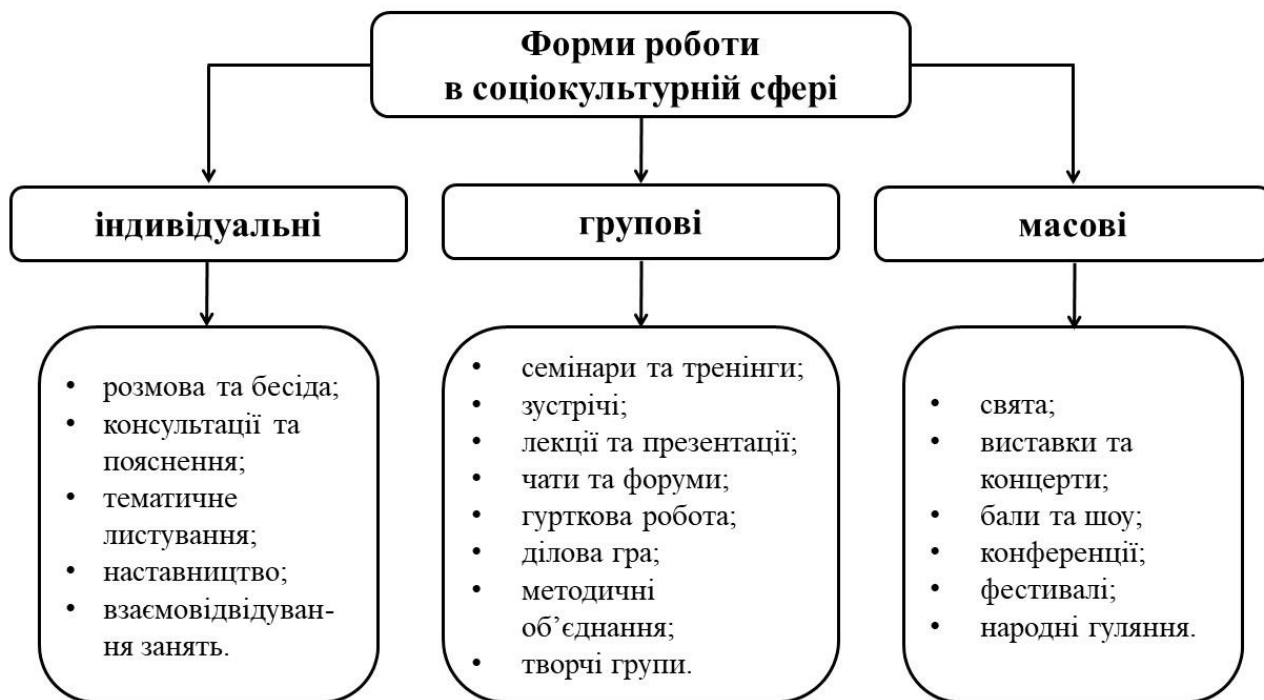 Форми роботи
в соціокультурній сфері
індивідуальні
• розмова та бесіда;
• консультації та
пояснення;
• тематичне
листування;
• наставництво;
• взаємовідвідуван-
ня занять.
групові
• семінари та тренінги;
• зустрічі;
• лекції та презентації;
• чати та форуми;
• гурткова робота;
• ділова гра;
• методичні
об’єднання;
• творчі групи.
масові
• свята;
• виставки та
концерти;
• бали та шоу;
• конференції;
• фестивалі;
• народні гуляння.